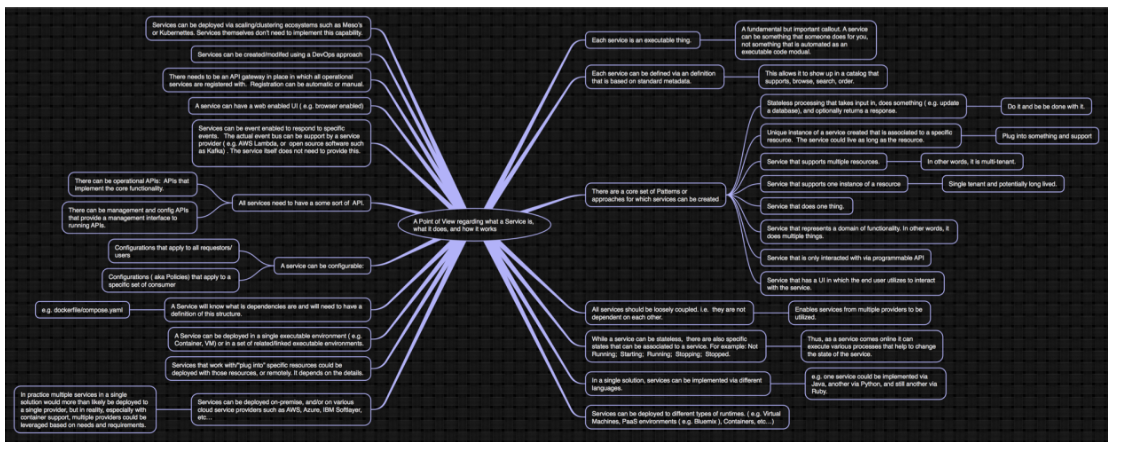 Services can be deployed via scaling/clustering ecosystems such as Meso's
or Kubernettes. Services themselves don't need to implement this capability.
Services can be created/modifed using a DevOps approach
There needs to be an API gateway in place in which all operational
services are registered with.  Registration can be automatic or manual.
A service can have a web enabled UI ( e.g. browser enabled)
Services can be event enabled to respond to specific
events.   The actual event bus can be support by a service
provider ( e.g. AWS Lambda, or  open source software such
as Kafka) . The service itself does not need to provide this.
There can be operational APIs:  APIs that
implement the core functionality.
There can be management and config APIs
that provide a management interface to
running APIs.
All services need to have a some sort of  API.
Configurations that apply to all requestors/
users
Configurations ( aka Policies) that apply to a
specific set of consumer
A service can be configurable:
e.g. dockerfile/compose.yaml
A Service will know what is dependencies are and will need to have a
definition of this structure.
A Service can be deployed in a single executable environment ( e.g.
Container, VM) or in a set of related/linked executable environments.
Services that work with/"plug into" specific resources could be
deployed with those resources, or remotely. It depends on the details.
In practice multiple services in a single
solution would more than likely be deployed to
a single provider, but in reality, especially with
container support, multiple providers could be
leveraged based on needs and requirements.
Services can be deployed on-premise, and/or on various
cloud service providers such as AWS, Azure, IBM Softlayer,
etc...
A Point of View regarding what a Service is,
what it does, and how it works
Each service is an executable thing.
A fundamental but important callout. A service
can be something that someone does for you,
not something that is automated as an
executable code modual.
Each service can be defined via an definition
that is based on standard metadata.
This allows it to show up in a catalog that
supports, browse, search, order.
There are a core set of Patterns or
approaches for which services can be created
Stateless processing that takes input in, does something ( e.g. update
a database), and optionally returns a response.
Do it and be be done with it.
Unique instance of a service created that is associated to a specific
resource.  The service could live as long as the resource.
Plug into something and support
Service that supports multiple resources.
In other words, it is multi-tenant.
Service that supports one instance of a resource
Single tenant and potentially long lived.
Service that does one thing.
Service that represents a domain of functionality. In other words, it
does multiple things.
Service that is only interacted with via programmable API
Service that has a UI in which the end user utilizes to interact
with the service.
All services should be loosely coupled. i.e.  they are not
dependent on each other.
Enables services from multiple providers to be
utilized.
While a service can be stateless,  there are also specific
states that can be associated to a service. For example: Not
Running;  Starting;  Running;  Stopping;  Stopped.
Thus, as a service comes online it can
execute various processes that help to change
the state of the service.
In a single solution, services can be implemented via different
languages.
e.g. one service could be implemented via
Java, another via Python, and still another via
Ruby.
Services can be deployed to different types of runtimes. ( e.g. Virtual
Machines, PaaS environments ( e.g. Bluemix ), Containers, etc...)